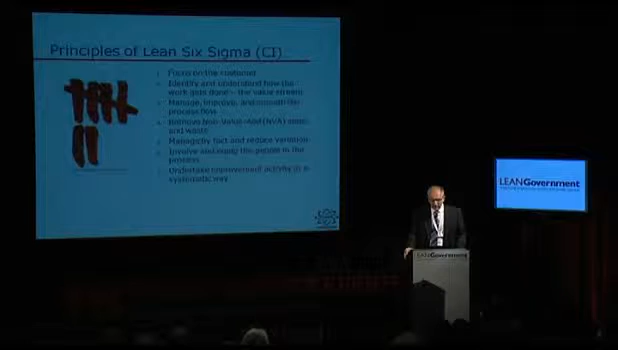 Principles of Lean Six Sigma (CI)
Focus on the customer
Identify and understand how the
work gets done – the value stream
Manage, improve, and smooth the
process flow
Remove Non-Value-Add (NVA) steps
and waste
Manage by fact and reduce variation
Involve and equip the people in the
process
Undertake improvement activity in a
systematic way
LEANGovernment
LEANGovernment